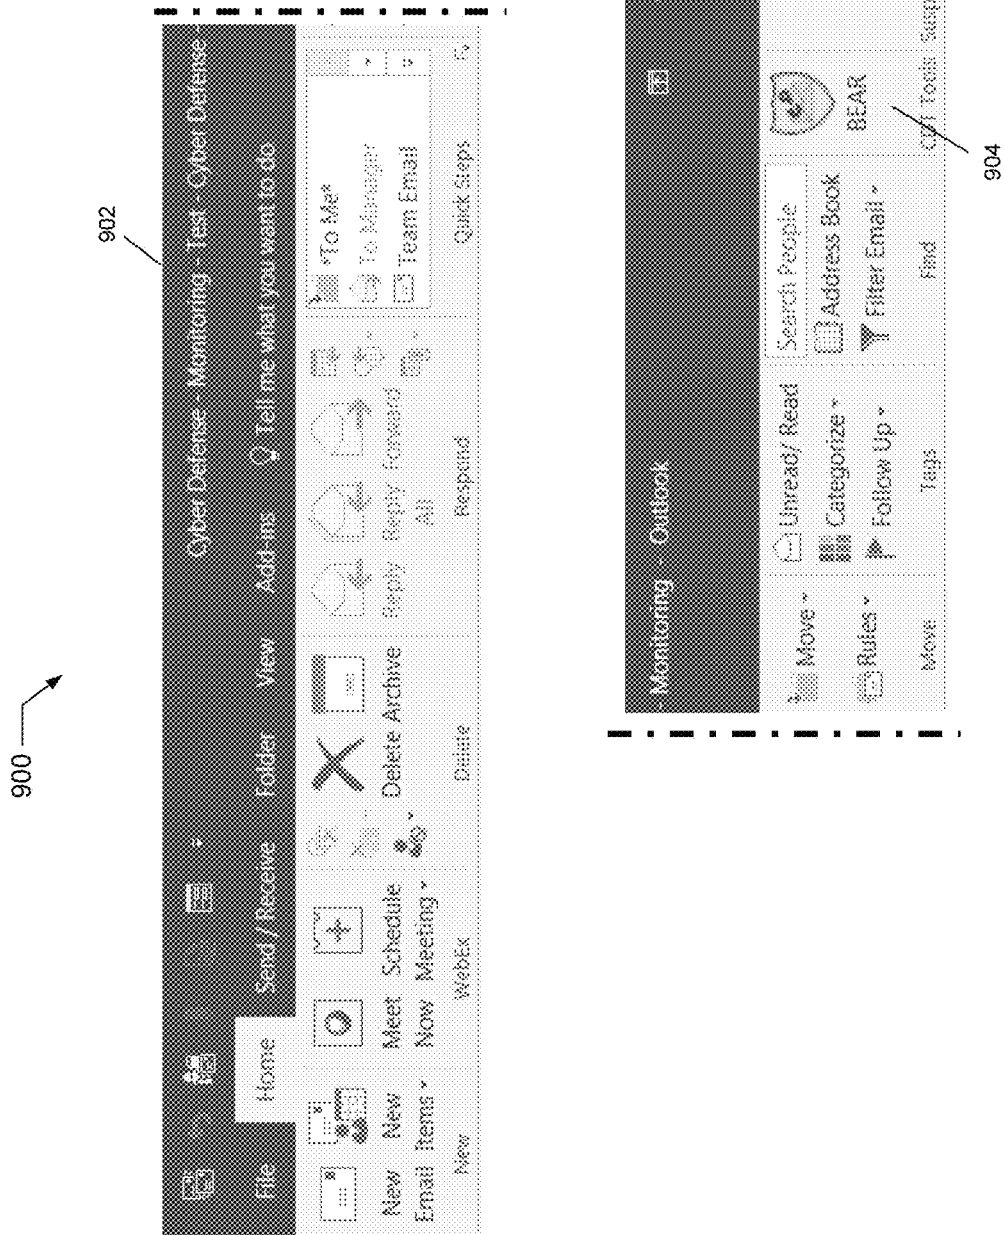 900
902
Cyber Defense - Monitoring - Test - Cyber Defense -
File Home Send / Receive Folder View Add-ins Tell me what you want to do
New Email
New Items
Meet Now
Schedule Meeting
Delete Archive
Reply
Reply All
Forward
*To Me*
To Manager
Team Email
New WebEx Delete Respond Quick Steps
- Monitoring - Outlook
Move
Rules
Unread/ Read
Categorize
Follow Up
Search People
Address Book
Filter Email
BEAR
Move Tags Find Tools Susp
904